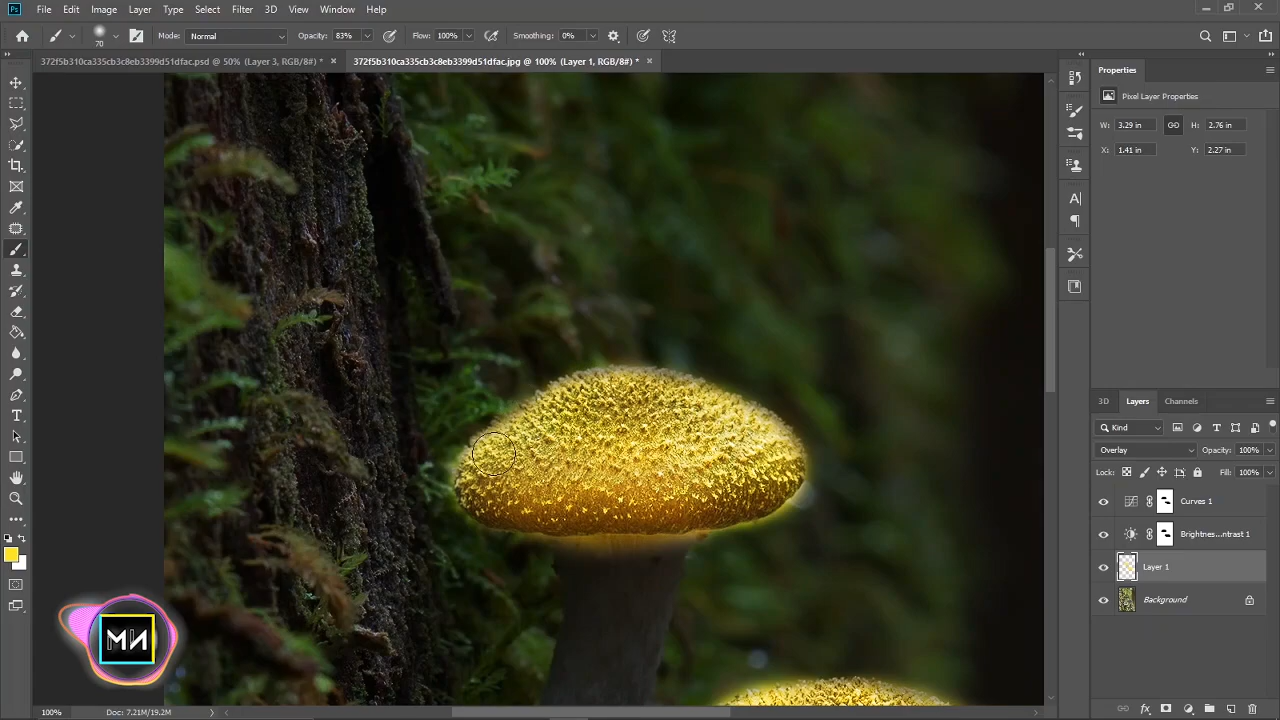 Ps File Edit Image Layer Type Select Filter 3D View Window Help
70 Mode: Normal Opacity: 83% Flow: 100% Smoothing: 0%
372f5b310ca335cb3c8eb3399d51dfac.psd @ 50% (Layer 3, RGB/8#) * × 372f5b310ca335cb3c8eb3399d51dfac.jpg @ 100% (Layer 1, RGB/8#) * ×
Properties
Pixel Layer Properties
W: 3.29 in H: 2.76 in
X: 1.41 in Y: 2.27 in
3D Layers Channels
Kind
Overlay Opacity: 100%
Lock: Fill: 100%
Curves 1
Brightnes...ntrast 1
Layer 1
Background
MИ
100% Doc: 7.21M/19.2M